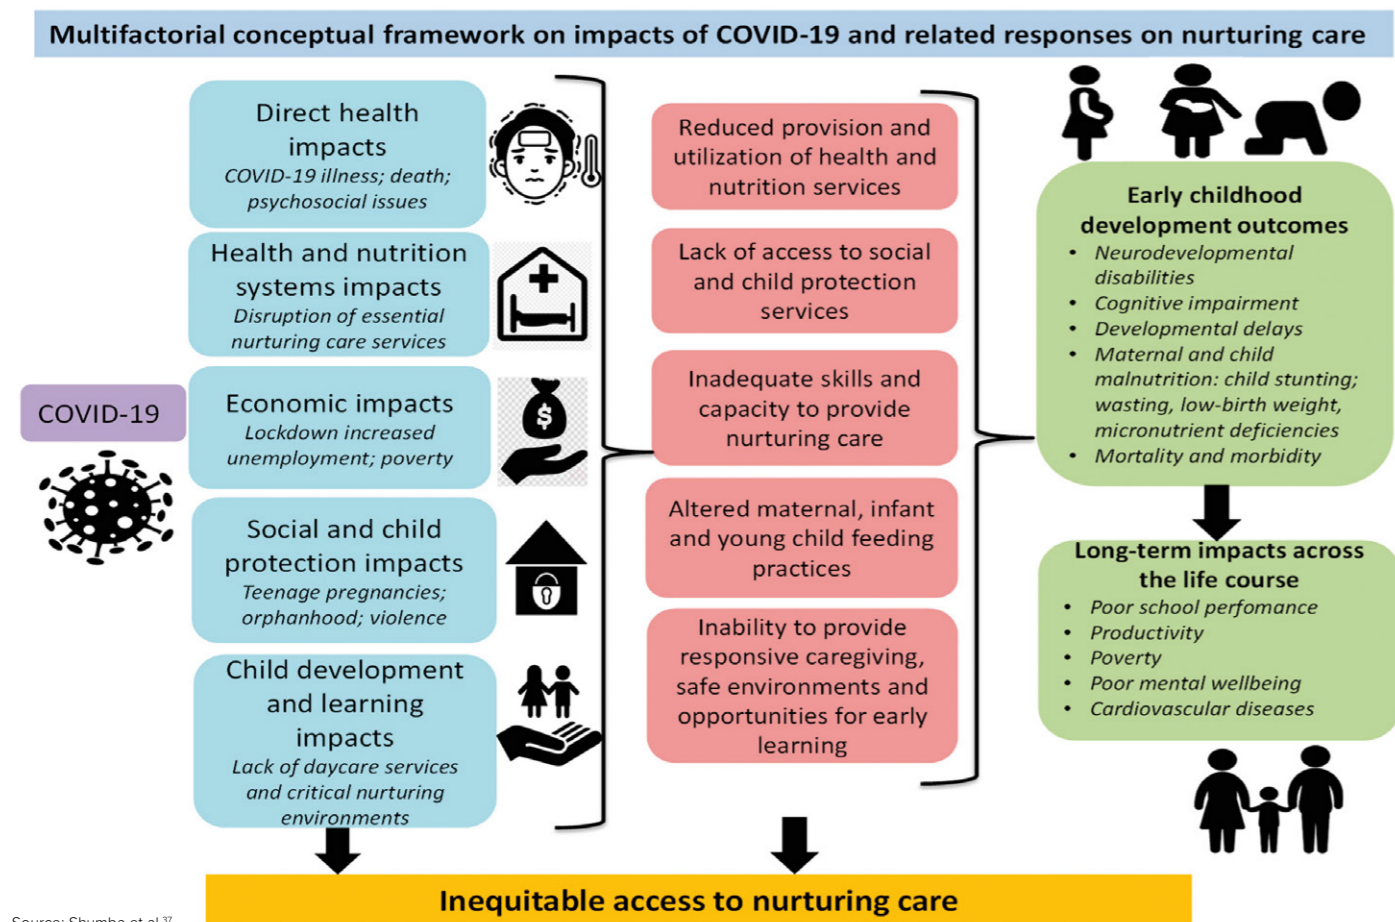 Multifactorial conceptual framework on impacts of COVID-19 and related responses on nurturing care
COVID-19
Direct health
impacts
COVID-19 illness; death;
psychosocial issues
Health and nutrition
systems impacts
Disruption of essential
nurturing care services
Economic impacts
Lockdown increased
unemployment; poverty
$
Social and child
protection impacts
Teenage pregnancies;
orphanhood; violence
Child development
and learning
impacts
Lack of daycare services
and critical nurturing
environments
Reduced provision and
utilization of health and
nutrition services
Lack of access to social
and child protection
services
Inadequate skills and
capacity to provide
nurturing care
Altered maternal, infant
and young child feeding
practices
Inability to provide
responsive caregiving,
safe environments and
opportunities for early
learning
Early childhood
development outcomes
• Neurodevelopmental
disabilities
• Cognitive impairment
• Developmental delays
• Maternal and child
malnutrition: child stunting;
wasting, low-birth weight,
micronutrient deficiencies
• Mortality and morbidity
Long-term impacts across
the life course
• Poor school perfomance
• Productivity
• Poverty
• Poor mental wellbeing
• Cardiovascular diseases
Inequitable access to nurturing care
Source: Shumba et al.37